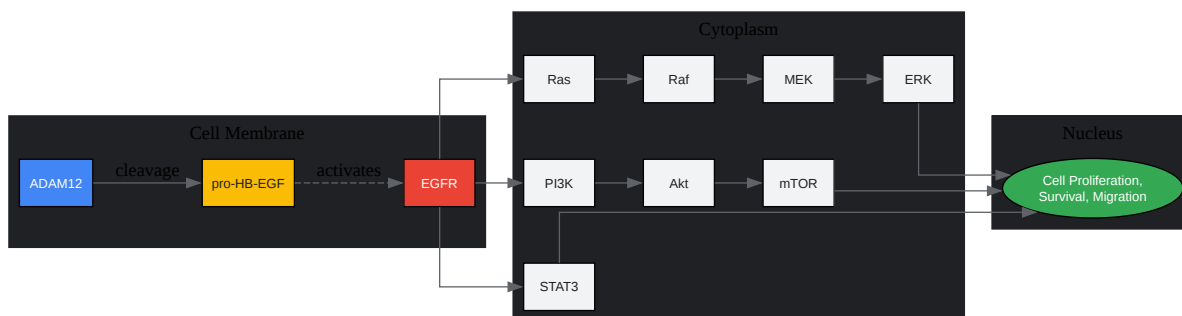 Cytoplasm
Ras
Raf
MEK
ERK
Cell Membrane
Nucleus
ADAM12
cleavage
pro-HB-EGF
activates
EGFR
PI3K
Akt
mTOR
Cell Proliferation,
Survival, Migration
STAT3